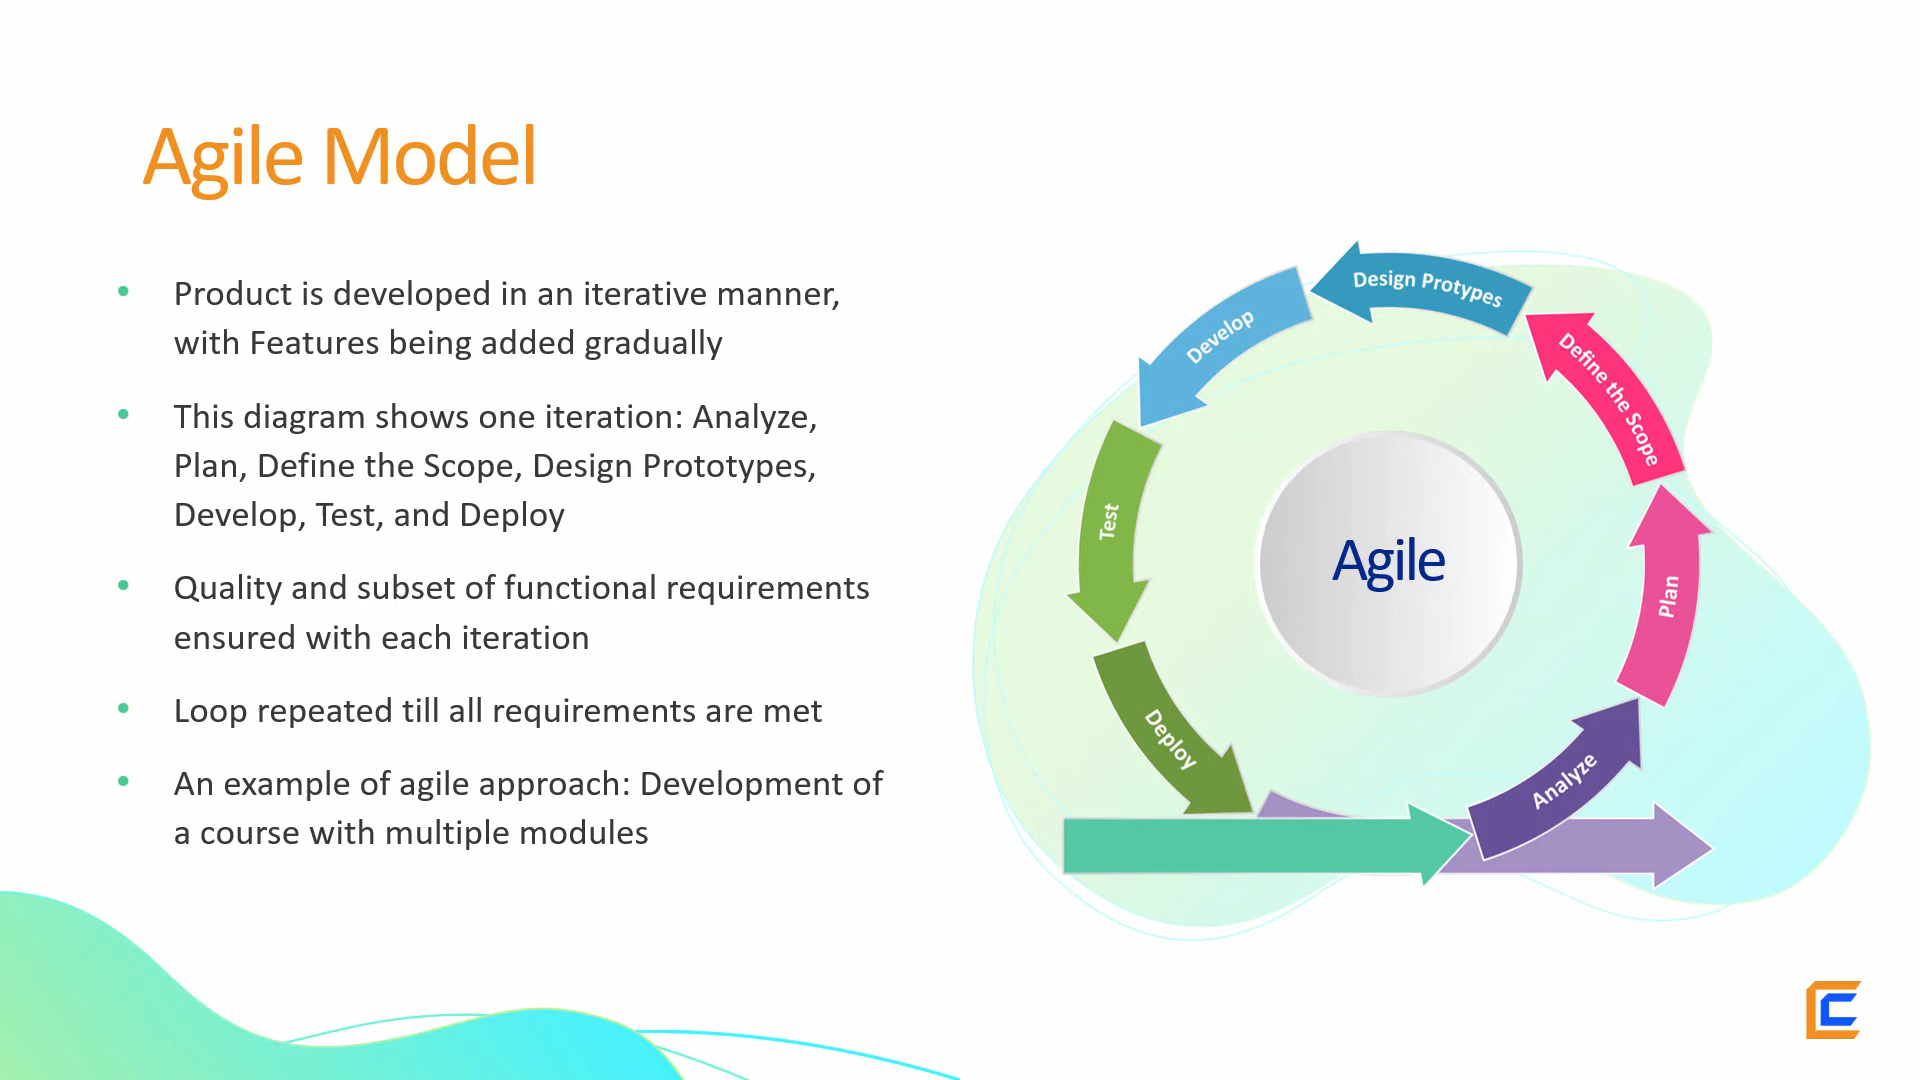 Agile Model
• Product is developed in an iterative manner,
with Features being added gradually
• This diagram shows one iteration: Analyze,
Plan, Define the Scope, Design Prototypes,
Develop, Test, and Deploy
• Quality and subset of functional requirements
ensured with each iteration
• Loop repeated till all requirements are met
• An example of agile approach: Development of
a course with multiple modules
Design Protypes
Develop
Define the Scope
Test
Agile
Plan
Deploy
Analyze